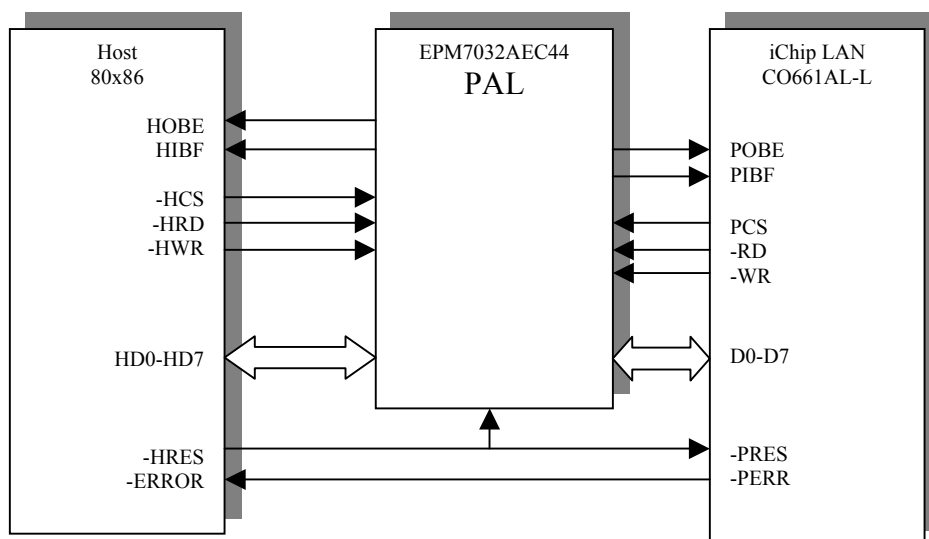 Host
80x86
HOBE
HIBF
-HCS
-HRD
-HWR
HD0-HD7
-HRES
-ERROR
EPM7032AEC44
PAL
iChip LAN
CO661AL-L
POBE
PIBF
PCS
-RD
-WR
D0-D7
-PRES
-PERR